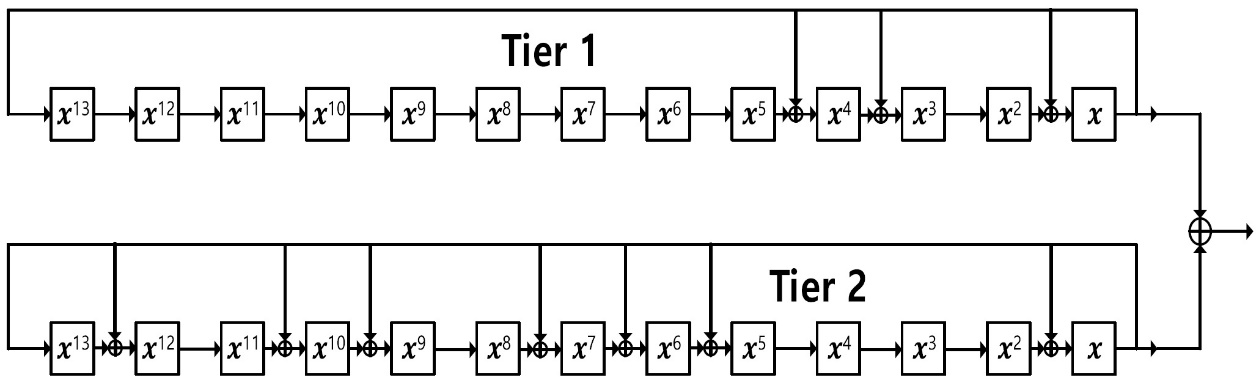 Tier 1
x¹³ x¹² x¹¹ x¹⁰ x⁹ x⁸ x⁷ x⁶ x⁵ x⁴ x³ x² x
Tier 2
x¹³ x¹² x¹¹ x¹⁰ x⁹ x⁸ x⁷ x⁶ x⁵ x⁴ x³ x² x